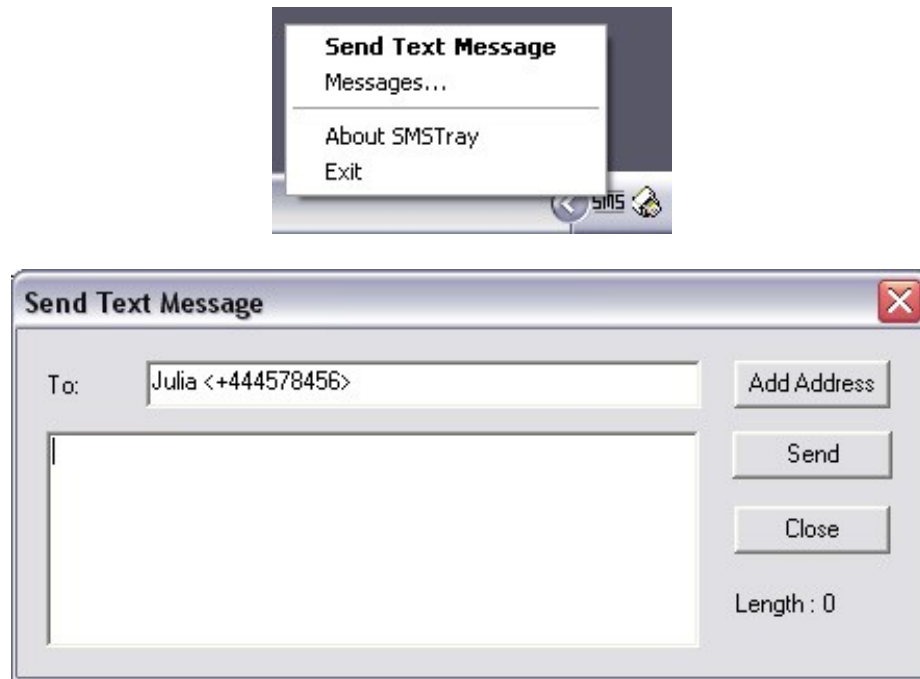 Send Text Message
Messages...
About SMSTray
Exit
SMS
Send Text Message
To:
Julia <+444578456>
Add Address
Send
Close
Length : 0